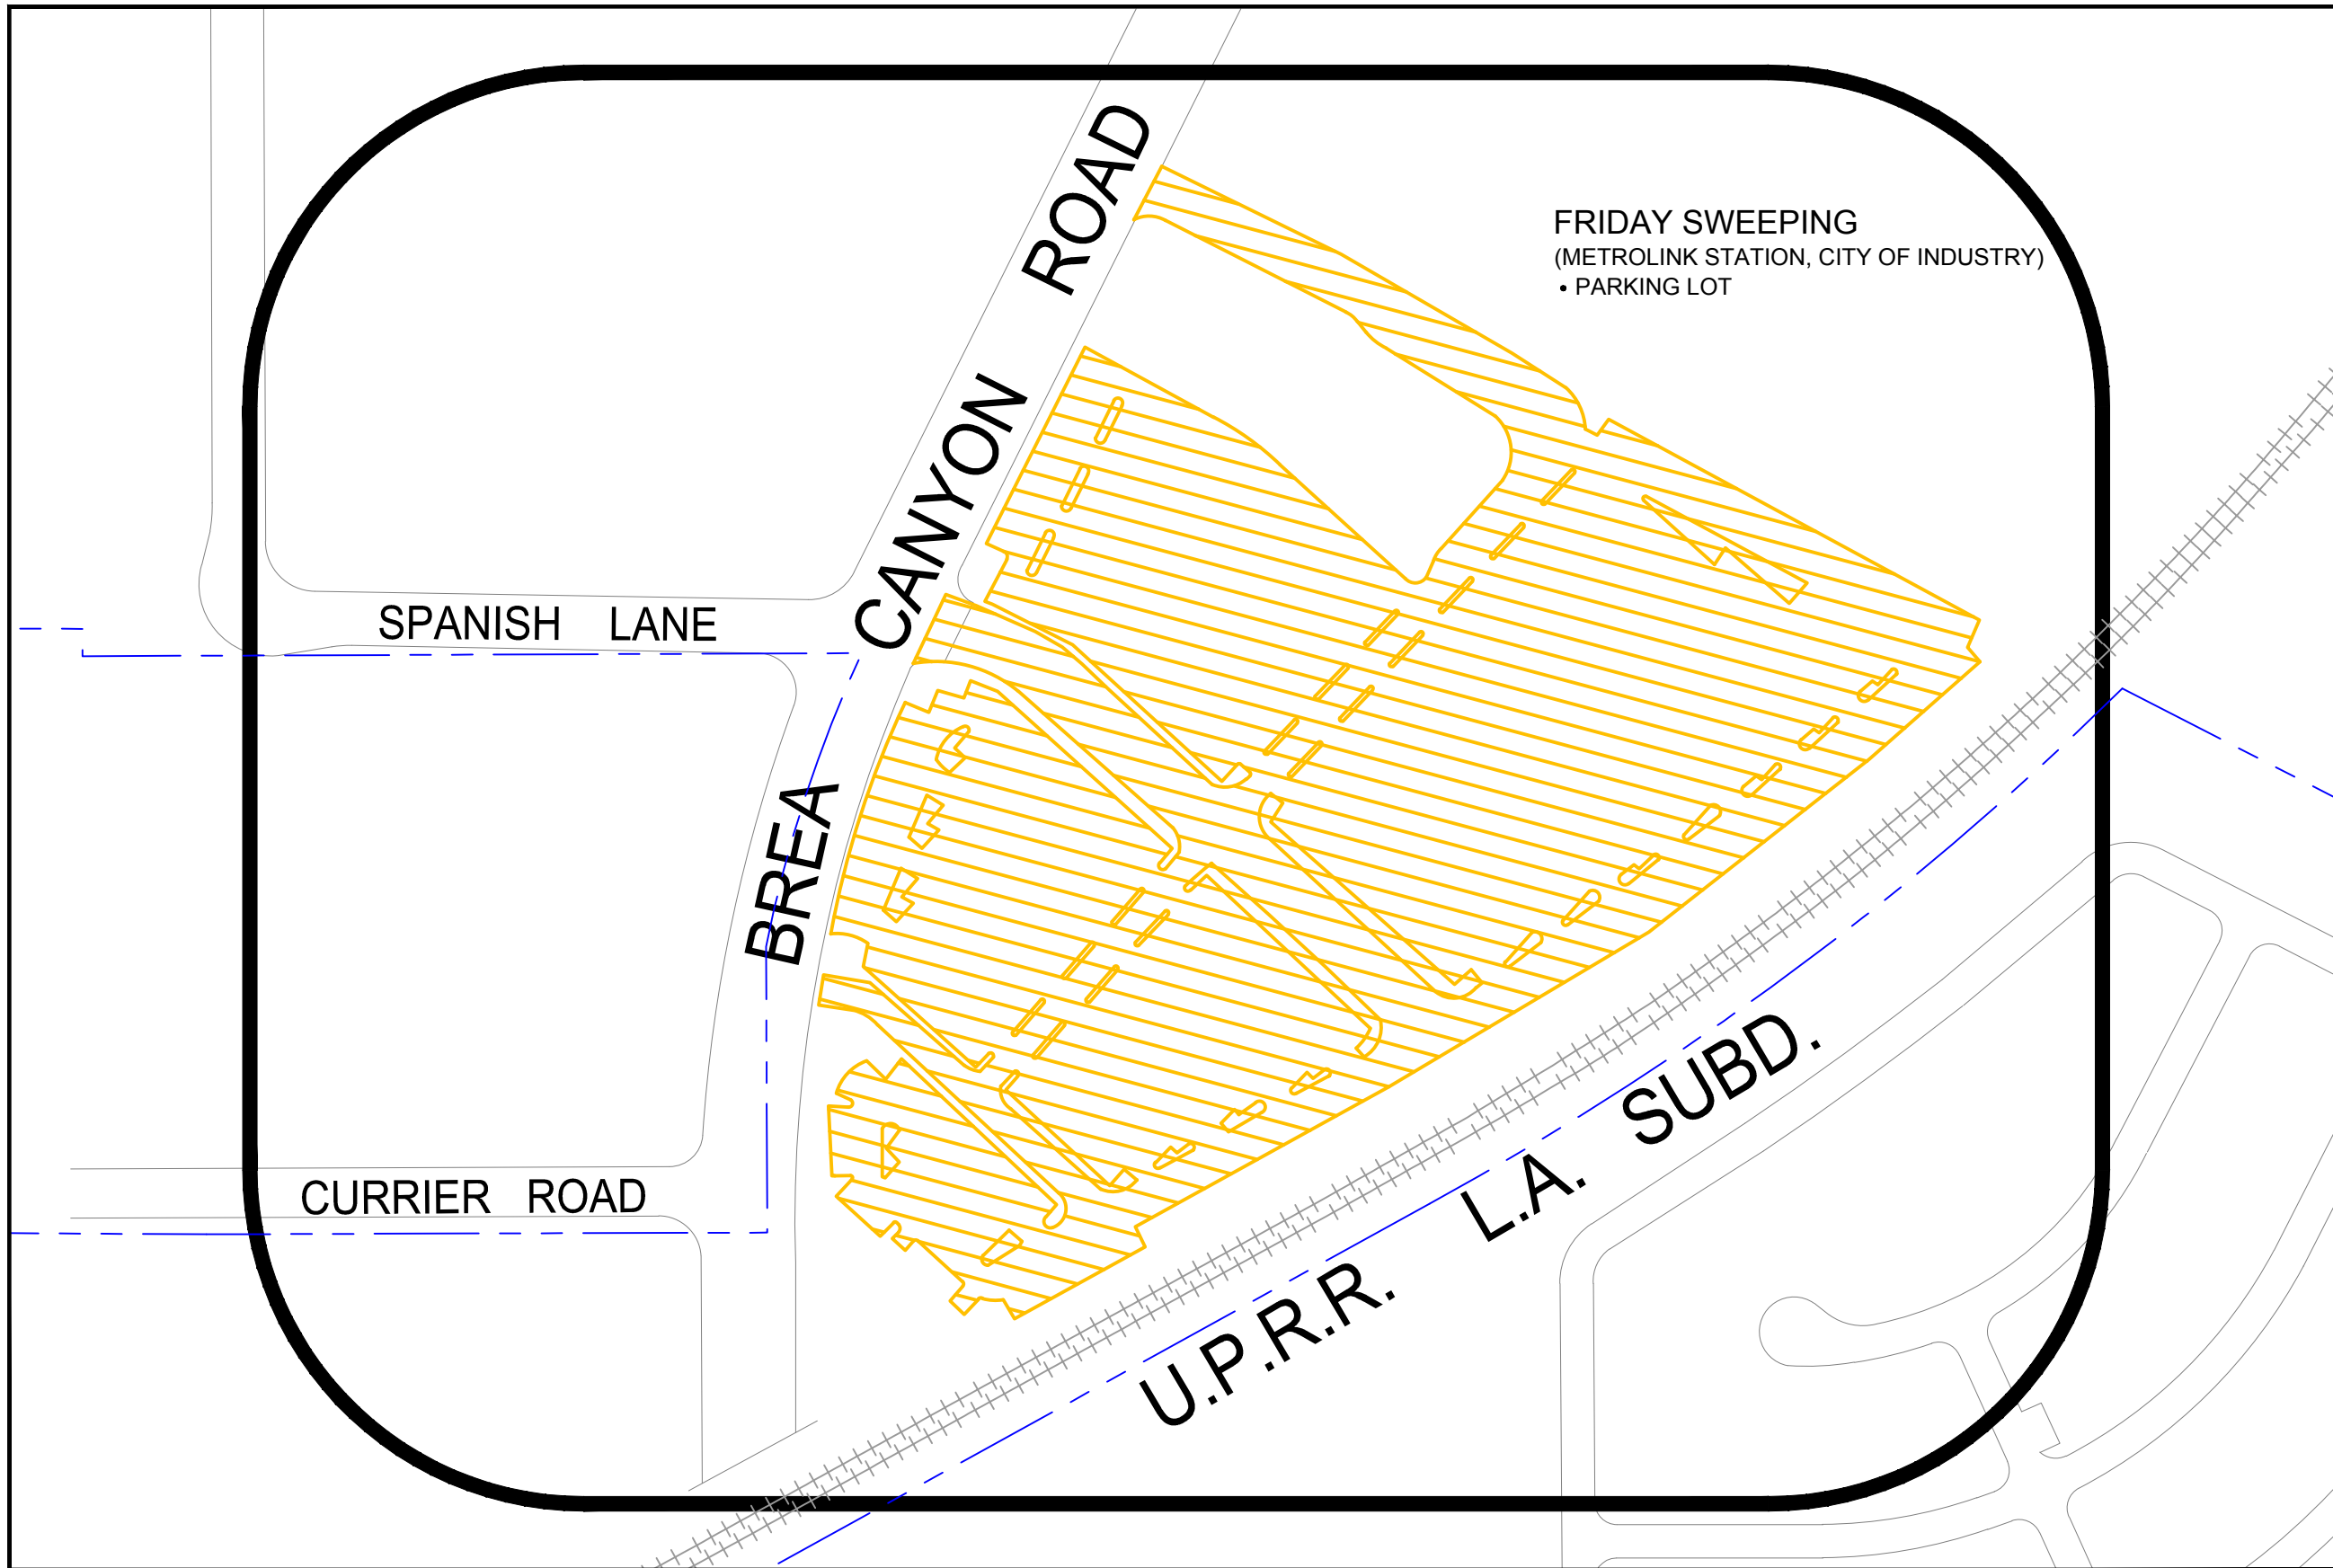 FRIDAY SWEEPING
(METROLINK STATION, CITY OF INDUSTRY)
• PARKING LOT
BREA CANYON ROAD
SPANISH LANE
CURRIER ROAD
U.P.R.R. L.A. SUBD.